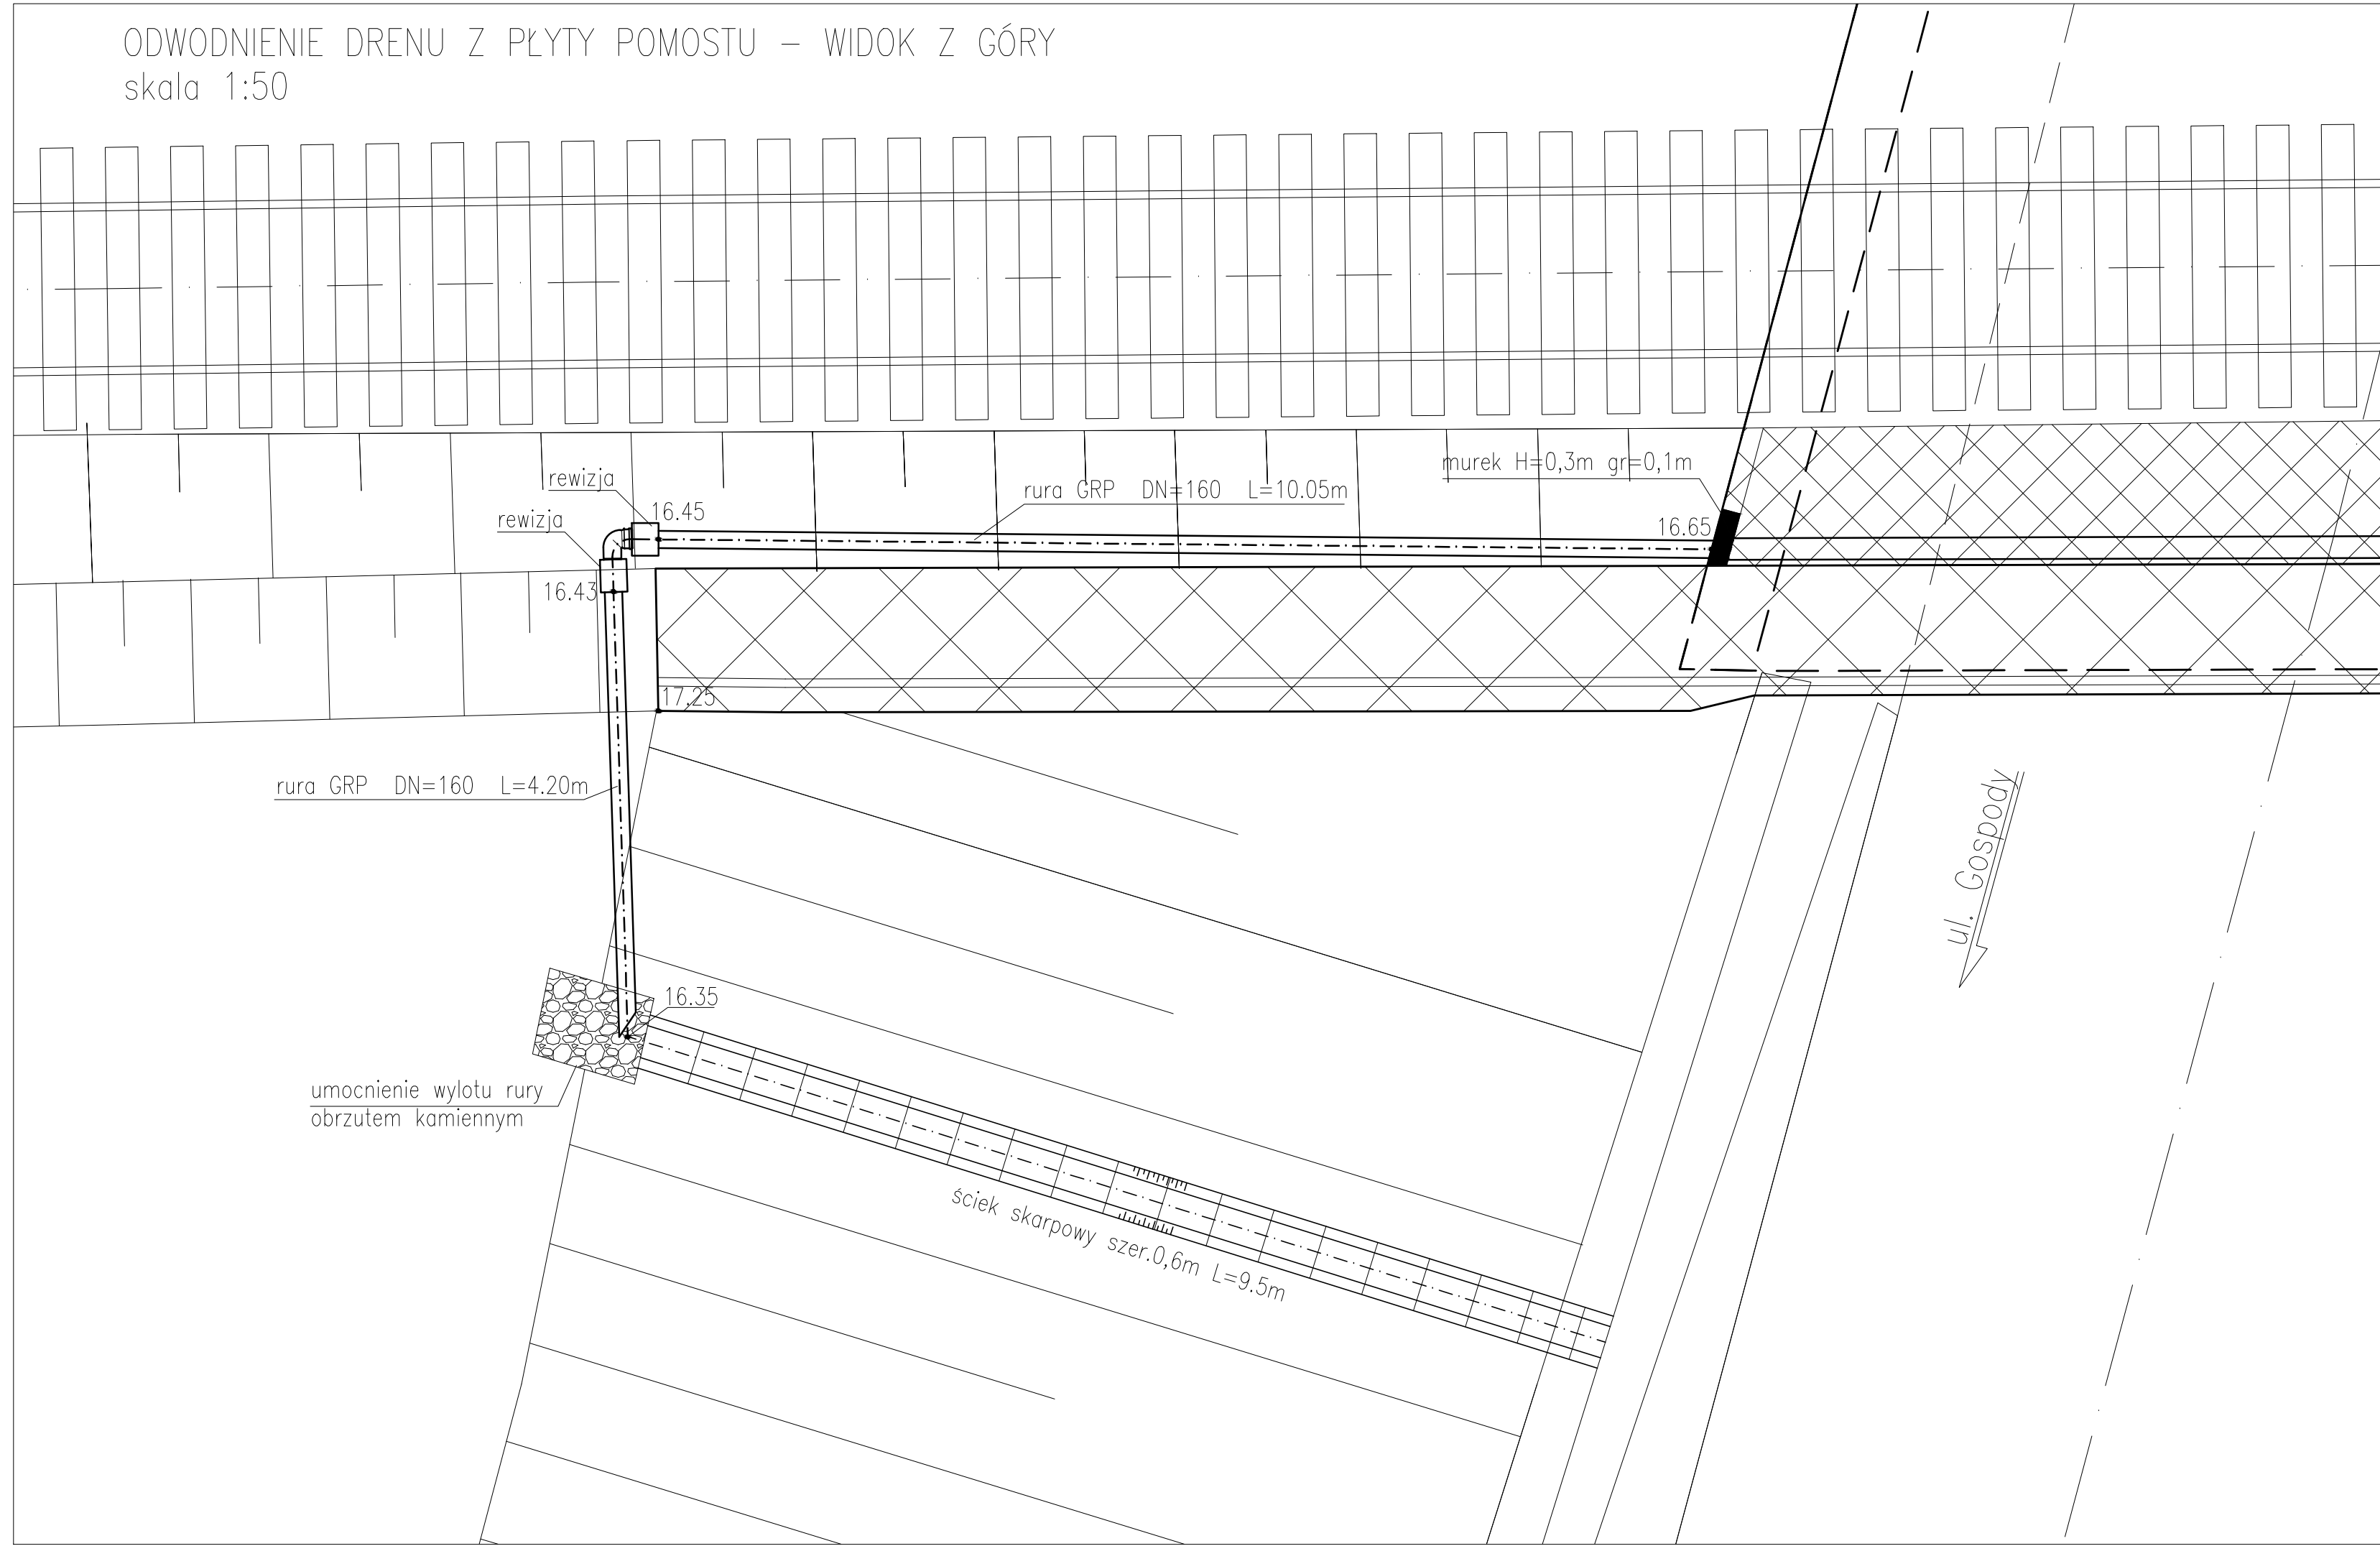 ODWODNIENIE DRENU Z PŁYTY POMOSTU – WIDOK Z GÓRY
skala 1:50
murek H=0,3m gr=0,1m
rewizja
rura GRP DN=160 L=10.05m
16.45
rewizja
16.65
16.43
17.25
rura GRP DN=160 L=4.20m
ul. Gospody
16.35
umocnienie wylotu rury
obrzutem kamiennym
ściek skarpowy szer.0,6m L=9.5m